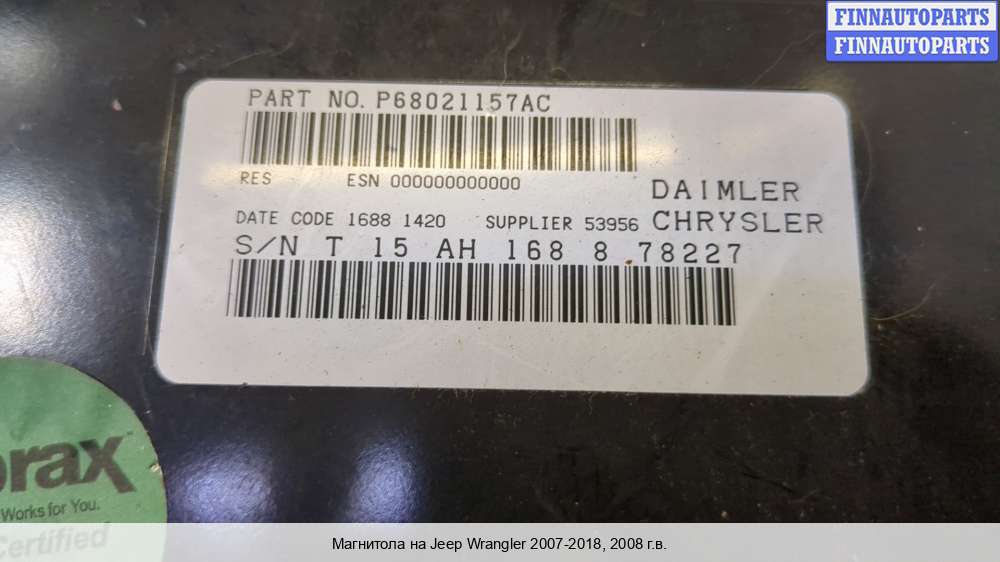 FINNAUTOPARTS
FINNAUTOPARTS
PART NO. P68021157AC
RES ESN 000000000000
DAIMLER
DATE CODE 1688 1420 SUPPLIER 53956 CHRYSLER
S/N T 15 AH 168 8 78227
orax™
Works for You.
Certified
Магнитола на Jeep Wrangler 2007-2018, 2008 г.в.